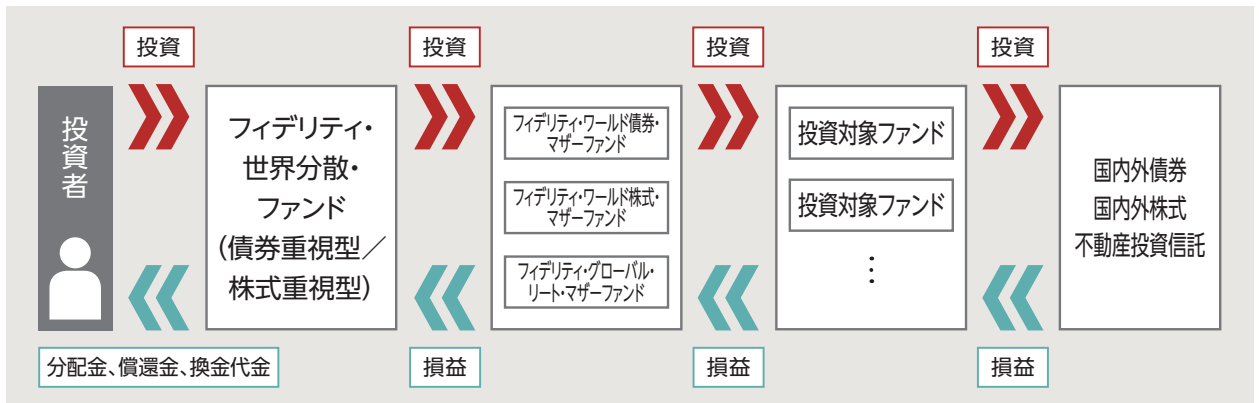 投資
投資
投資
投資
投資者
フィデリティ・
世界分散・
ファンド
(債券重視型／
株式重視型)
フィデリティ・ワールド債券・
マザーファンド
フィデリティ・ワールド株式・
マザーファンド
フィデリティ・グローバル・
リート・マザーファンド
投資対象ファンド
投資対象ファンド
⋮
国内外債券
国内外株式
不動産投資信託
分配金、償還金、換金代金
損益
損益
損益